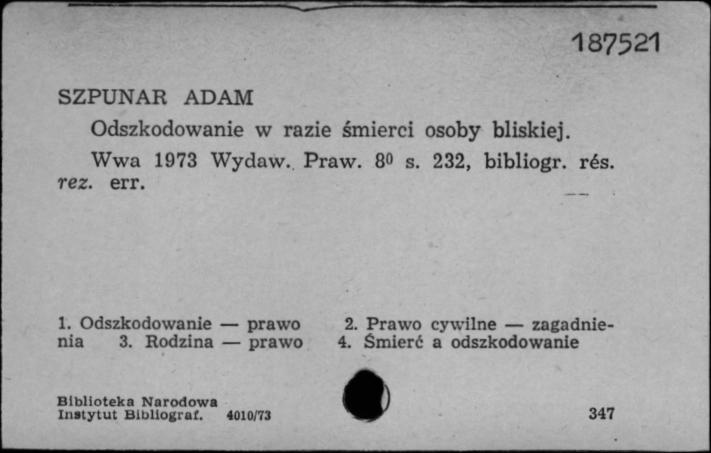 187521
SZPUNAR ADAM
Odszkodowanie w razie śmierci osoby bliskiej.
Wwa 1973 Wydaw. Praw. 8⁰ s. 232, bibliogr. rés.
rez. err.
1. Odszkodowanie — prawo 2. Prawo cywilne — zagadnie-
nia 3. Rodzina — prawo 4. Śmierć a odszkodowanie
Biblioteka Narodowa
Instytut Bibliograf. 4010/73
347